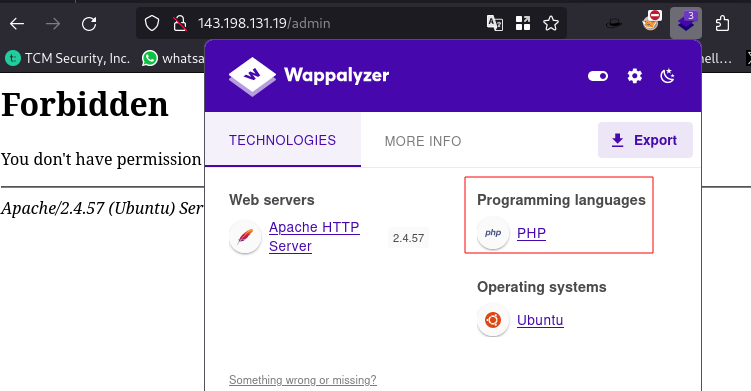 143.198.131.19/admin
3
TCM Security, Inc.
whatsa
nell...
Wappalyzer
Forbidden
TECHNOLOGIES
MORE INFO
Export
You don't have permission
Apache/2.4.57 (Ubuntu) Ser
Web servers
Apache HTTP
Server
2.4.57
Programming languages
php
PHP
Operating systems
Ubuntu
Something wrong or missing?